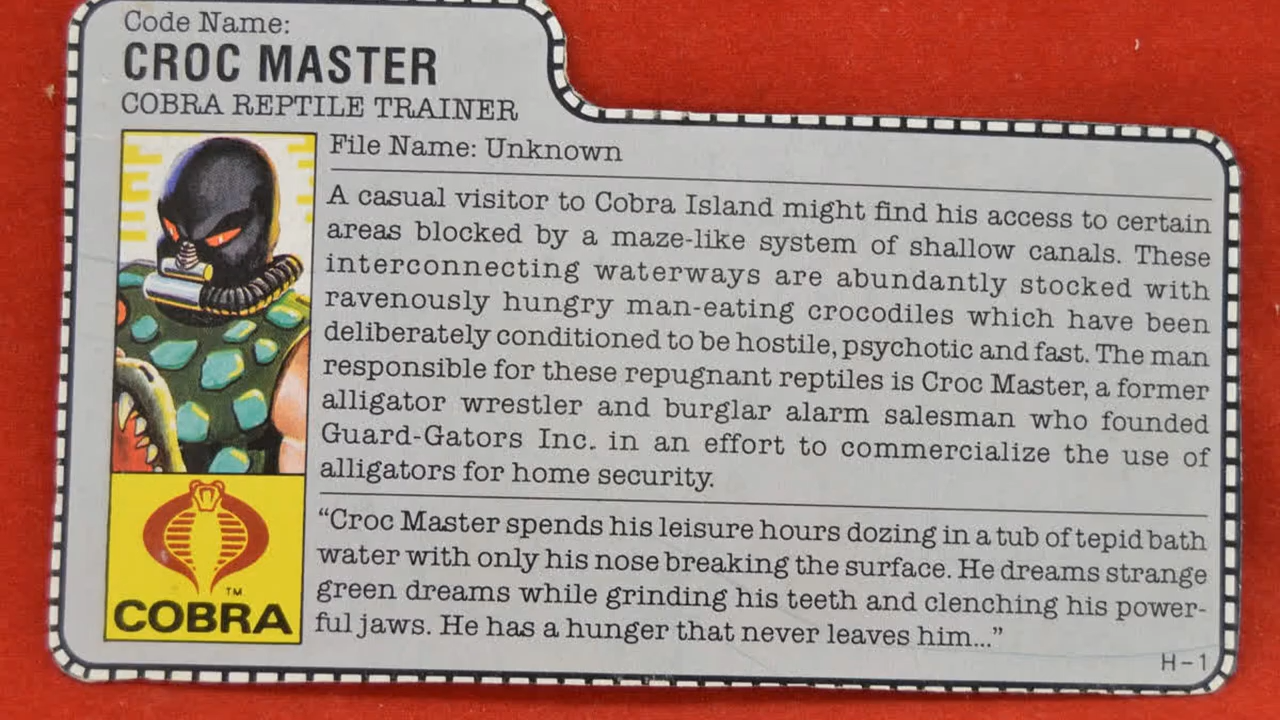 Code Name:
CROC MASTER
COBRA REPTILE TRAINER
File Name: Unknown
A casual visitor to Cobra Island might find his access to certain
areas blocked by a maze-like system of shallow canals. These
interconnecting waterways are abundantly stocked with
ravenously hungry man-eating crocodiles which have been
deliberately conditioned to be hostile, psychotic and fast. The man
responsible for these repugnant reptiles is Croc Master, a former
alligator wrestler and burglar alarm salesman who founded
Guard-Gators Inc. in an effort to commercialize the use of
alligators for home security.
“Croc Master spends his leisure hours dozing in a tub of tepid bath
water with only his nose breaking the surface. He dreams strange
green dreams while grinding his teeth and clenching his power-
ful jaws. He has a hunger that never leaves him...”
TM
COBRA
H-1